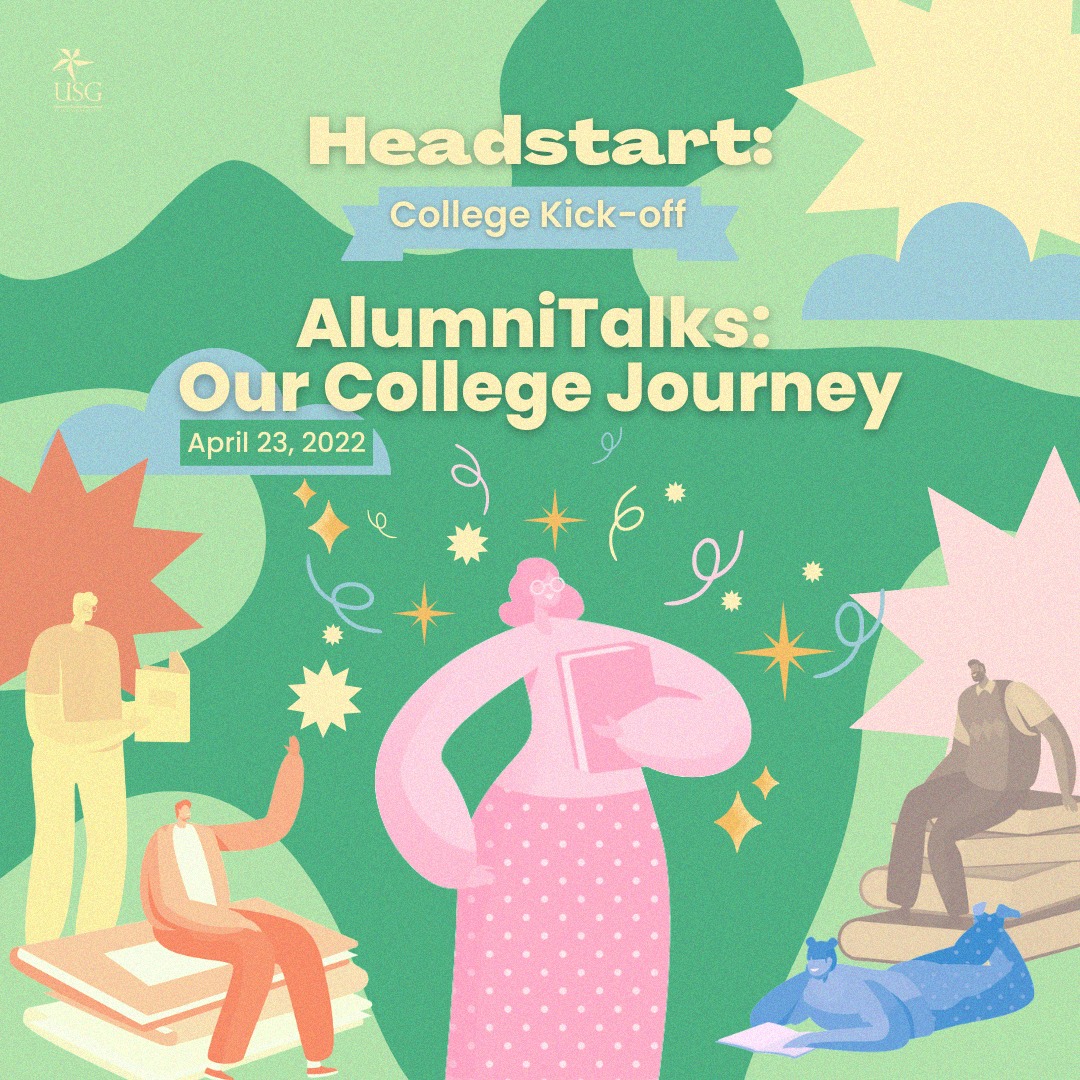 USG
Headstart:
College Kick-off
AlumniTalks:
Our College Journey
April 23, 2022